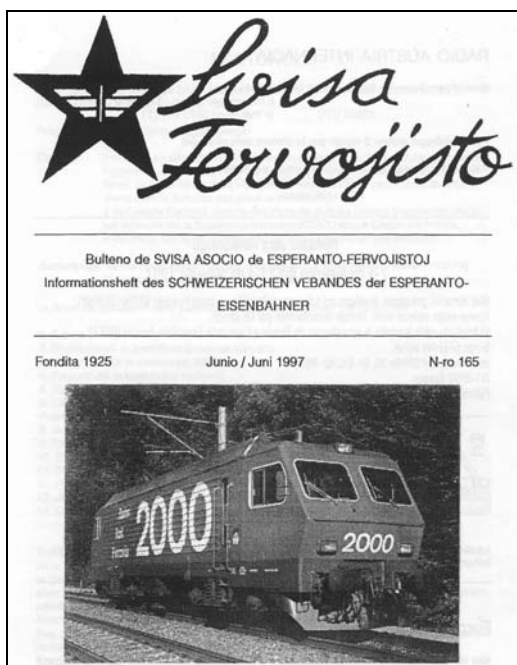 Svisa
Fervojisto
Bulteno de SVISA ASOCIO de ESPERANTO-FERVOJISTOJ
Informationsheft des SCHWEIZERISCHEN VEBANDES der ESPERANTO-
EISENBAHNER
Fondita 1925 Junio / Juni 1997 N-ro 165
2000
2000